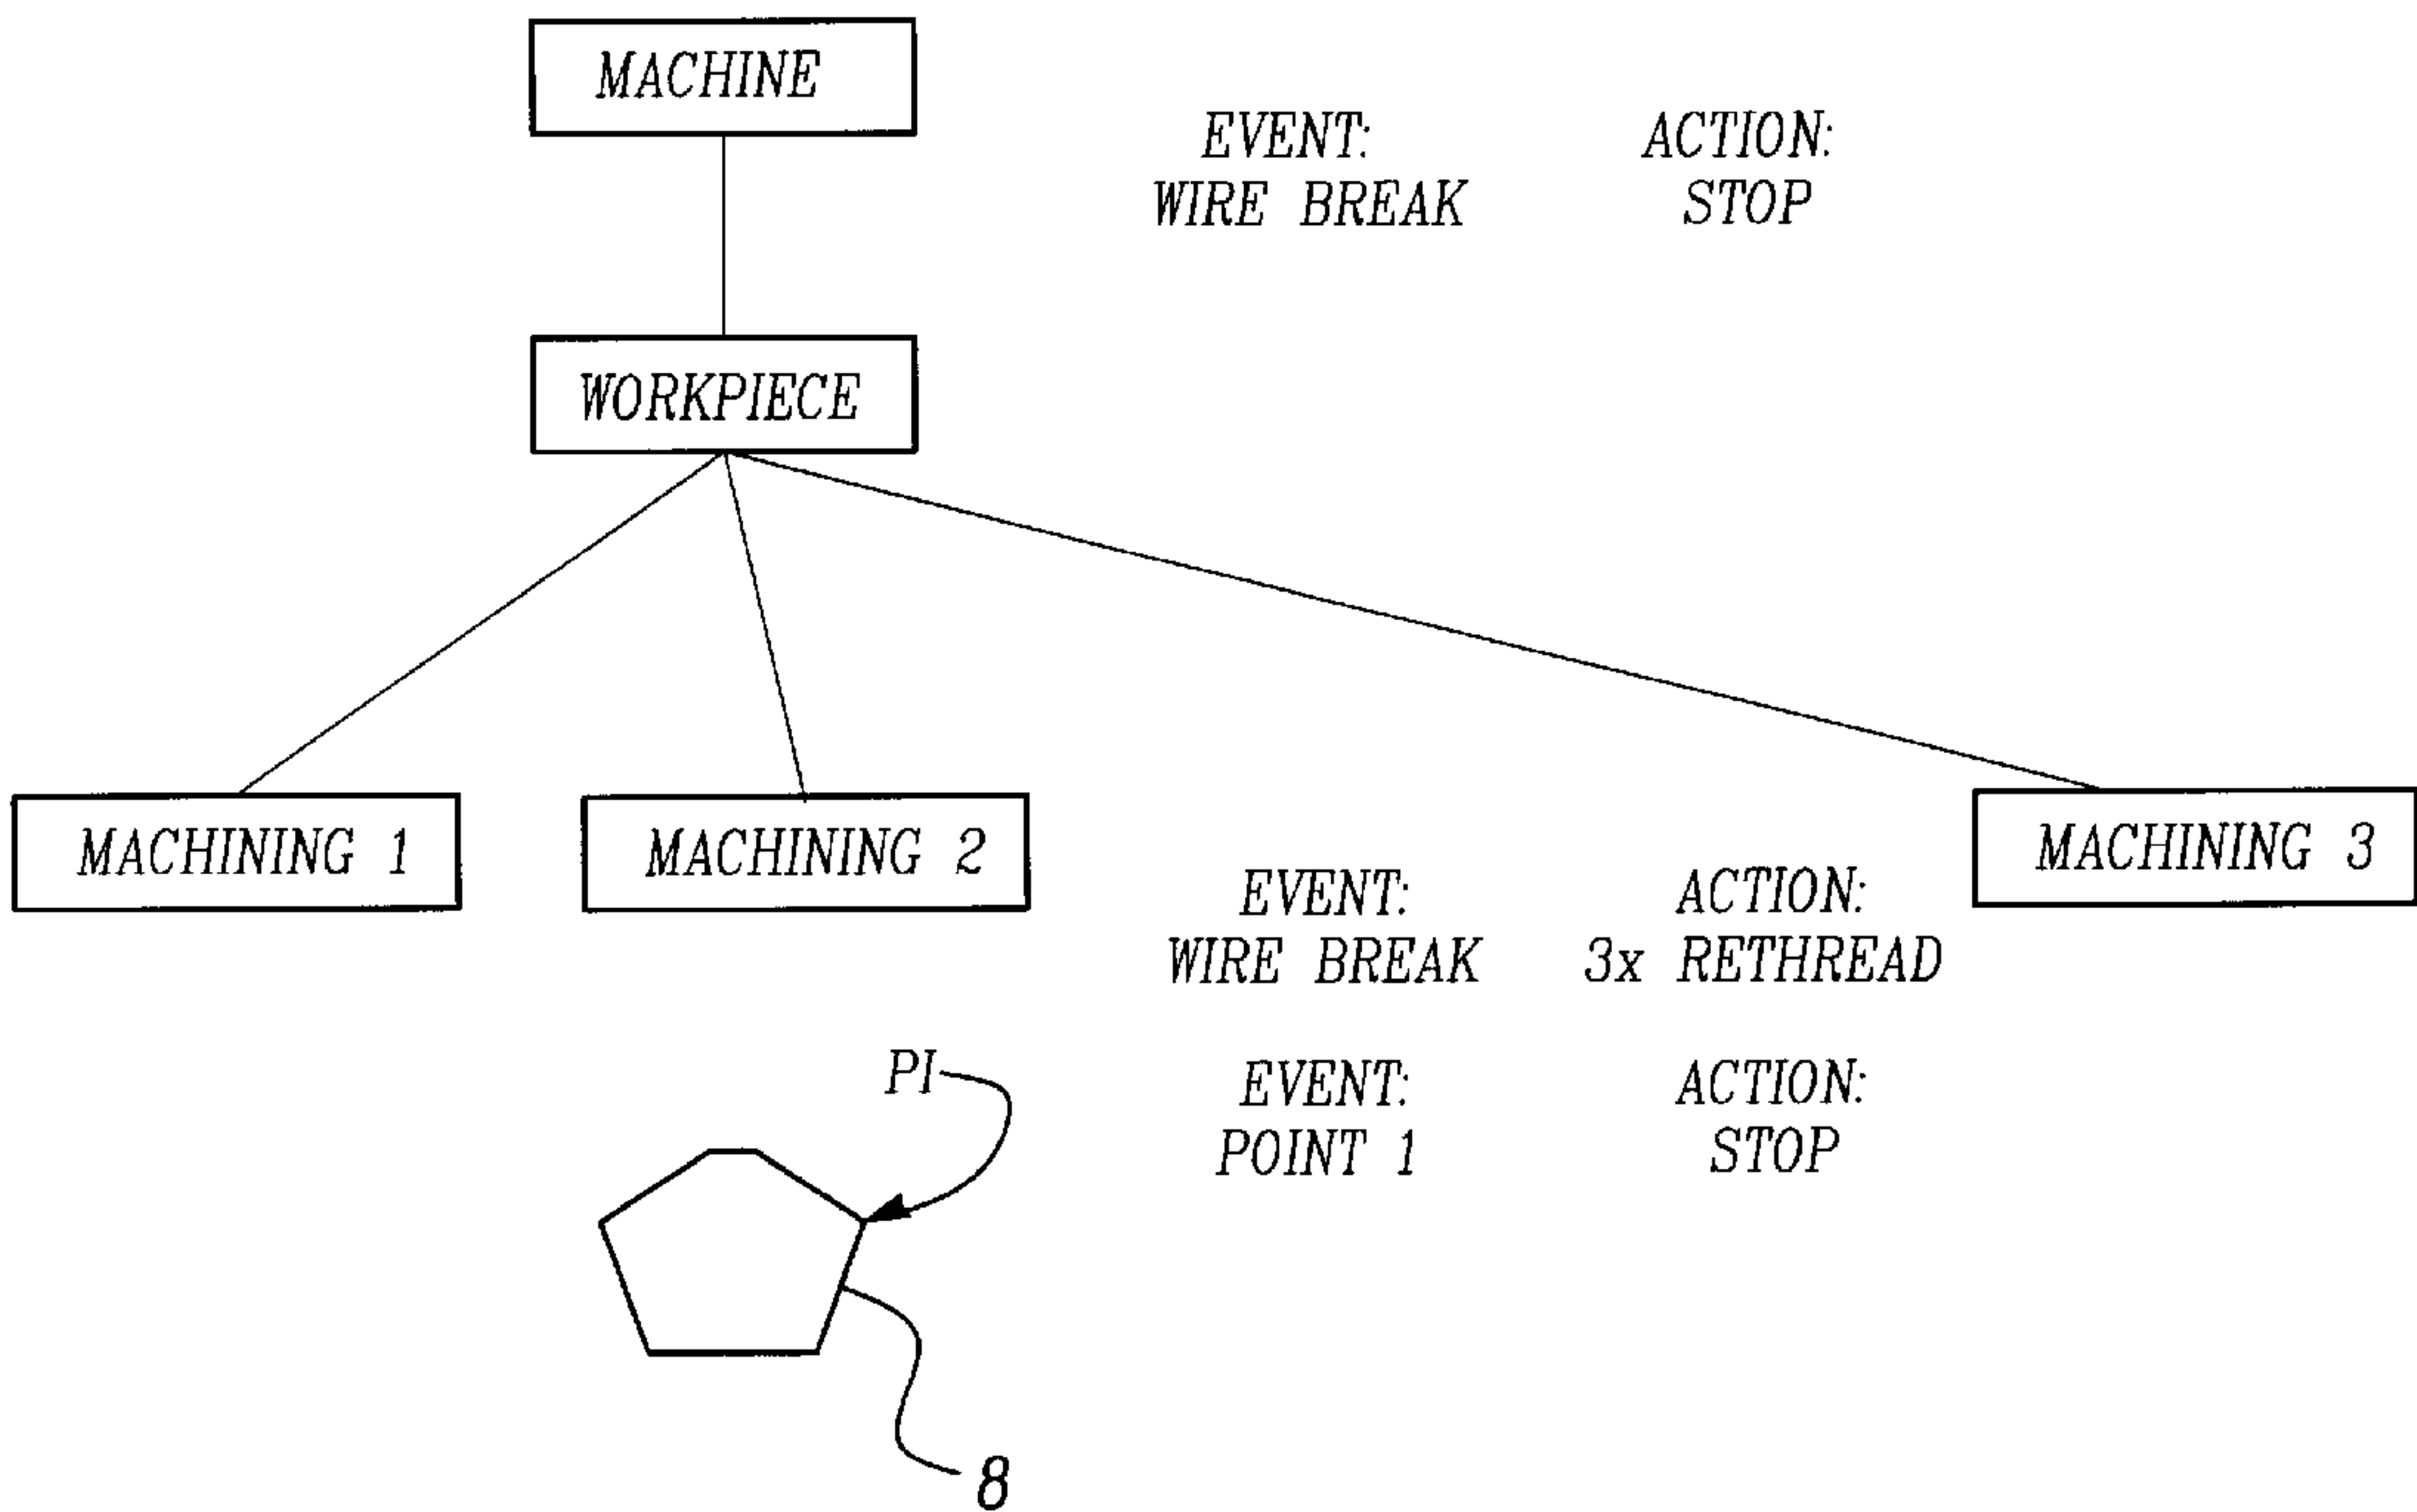 MACHINE
EVENT:
WIRE BREAK
ACTION:
STOP
WORKPIECE
MACHINING 1
MACHINING 2
EVENT:
WIRE BREAK
ACTION:
3x RETHREAD
MACHINING 3
PI
EVENT:
POINT 1
ACTION:
STOP
8